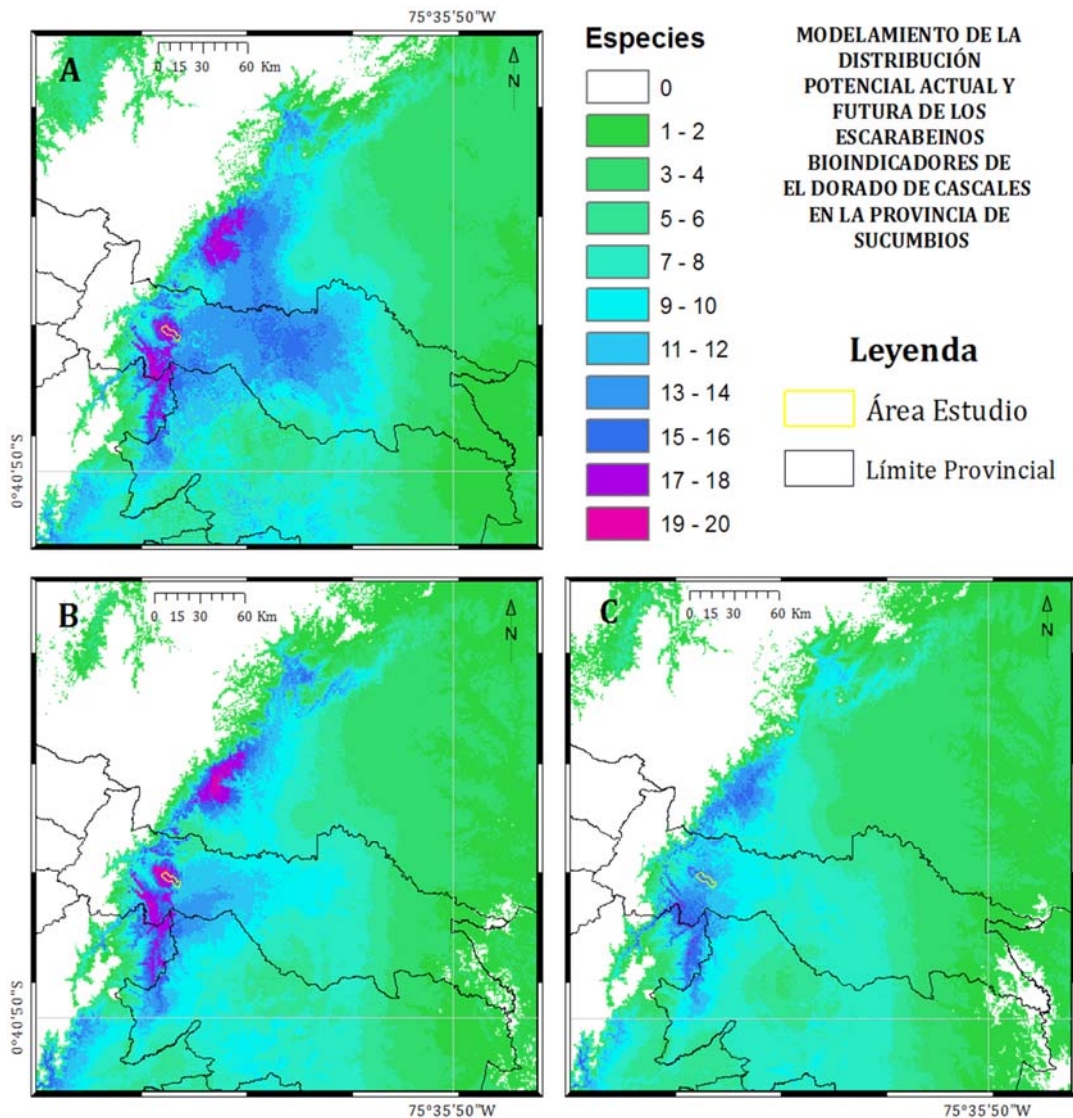 75°35'50"W
A
0 15 30 60 Km
N
0°40'50"S
Especies
0
1 - 2
3 - 4
5 - 6
7 - 8
9 - 10
11 - 12
13 - 14
15 - 16
17 - 18
19 - 20
MODELAMIENTO DE LA
DISTRIBUCIÓN
POTENCIAL ACTUAL Y
FUTURA DE LOS
ESCARABEINOS
BIOINDICADORES DE
EL DORADO DE CASCALES
EN LA PROVINCIA DE
SUCUMBIOS
Leyenda
Área Estudio
Límite Provincial
B
0 15 30 60 Km
N
0°40'50"S
75°35'50"W
C
0 15 30 60 Km
N
75°35'50"W